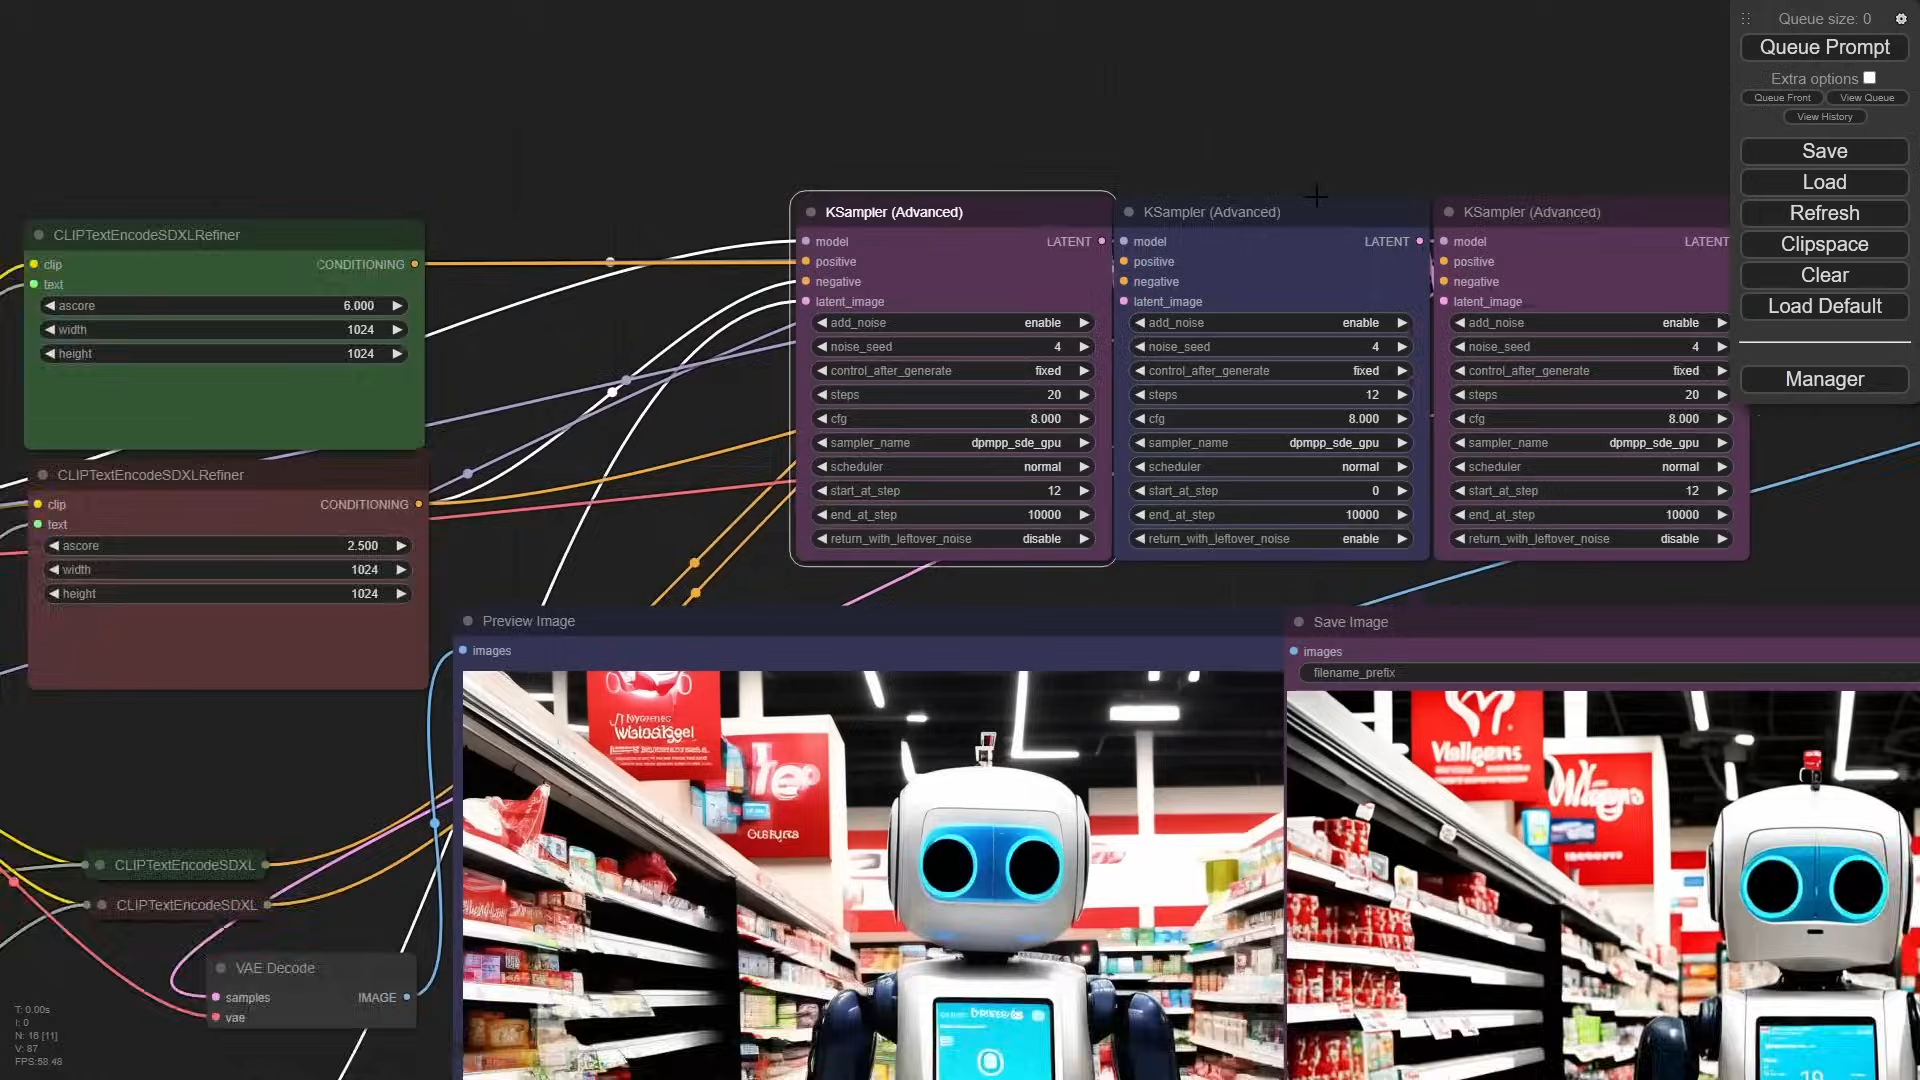 Queue size: 0
Queue Prompt
Extra options
Queue Front
View Queue
View History
Save
Load
Refresh
Clipspace
Clear
Load Default
Manager
CLIPTextEncodeSDXLRefiner
clip
CONDITIONING
text
ascore 6.000
width 1024
height 1024
CLIPTextEncodeSDXLRefiner
clip
CONDITIONING
text
ascore 2.500
width 1024
height 1024
KSampler (Advanced)
model
LATENT
positive
negative
latent_image
add_noise enable
noise_seed 4
control_after_generate fixed
steps 20
cfg 8.000
sampler_name dpmpp_sde_gpu
scheduler normal
start_at_step 12
end_at_step 10000
return_with_leftover_noise disable
KSampler (Advanced)
model
LATENT
positive
negative
latent_image
add_noise enable
noise_seed 4
control_after_generate fixed
steps 12
cfg 8.000
sampler_name dpmpp_sde_gpu
scheduler normal
start_at_step 0
end_at_step 10000
return_with_leftover_noise enable
KSampler (Advanced)
model
LATENT
positive
negative
latent_image
add_noise enable
noise_seed 4
control_after_generate fixed
steps 20
cfg 8.000
sampler_name dpmpp_sde_gpu
scheduler normal
start_at_step 12
end_at_step 10000
return_with_leftover_noise disable
Preview Image
images
Save Image
images
filename_prefix
CLIPTextEncodeSDXL
CLIPTextEncodeSDXL
VAE Decode
samples
IMAGE
vae
T: 0.00s
I: 0
N: 16 [11]
V: 87
FPS:58.48